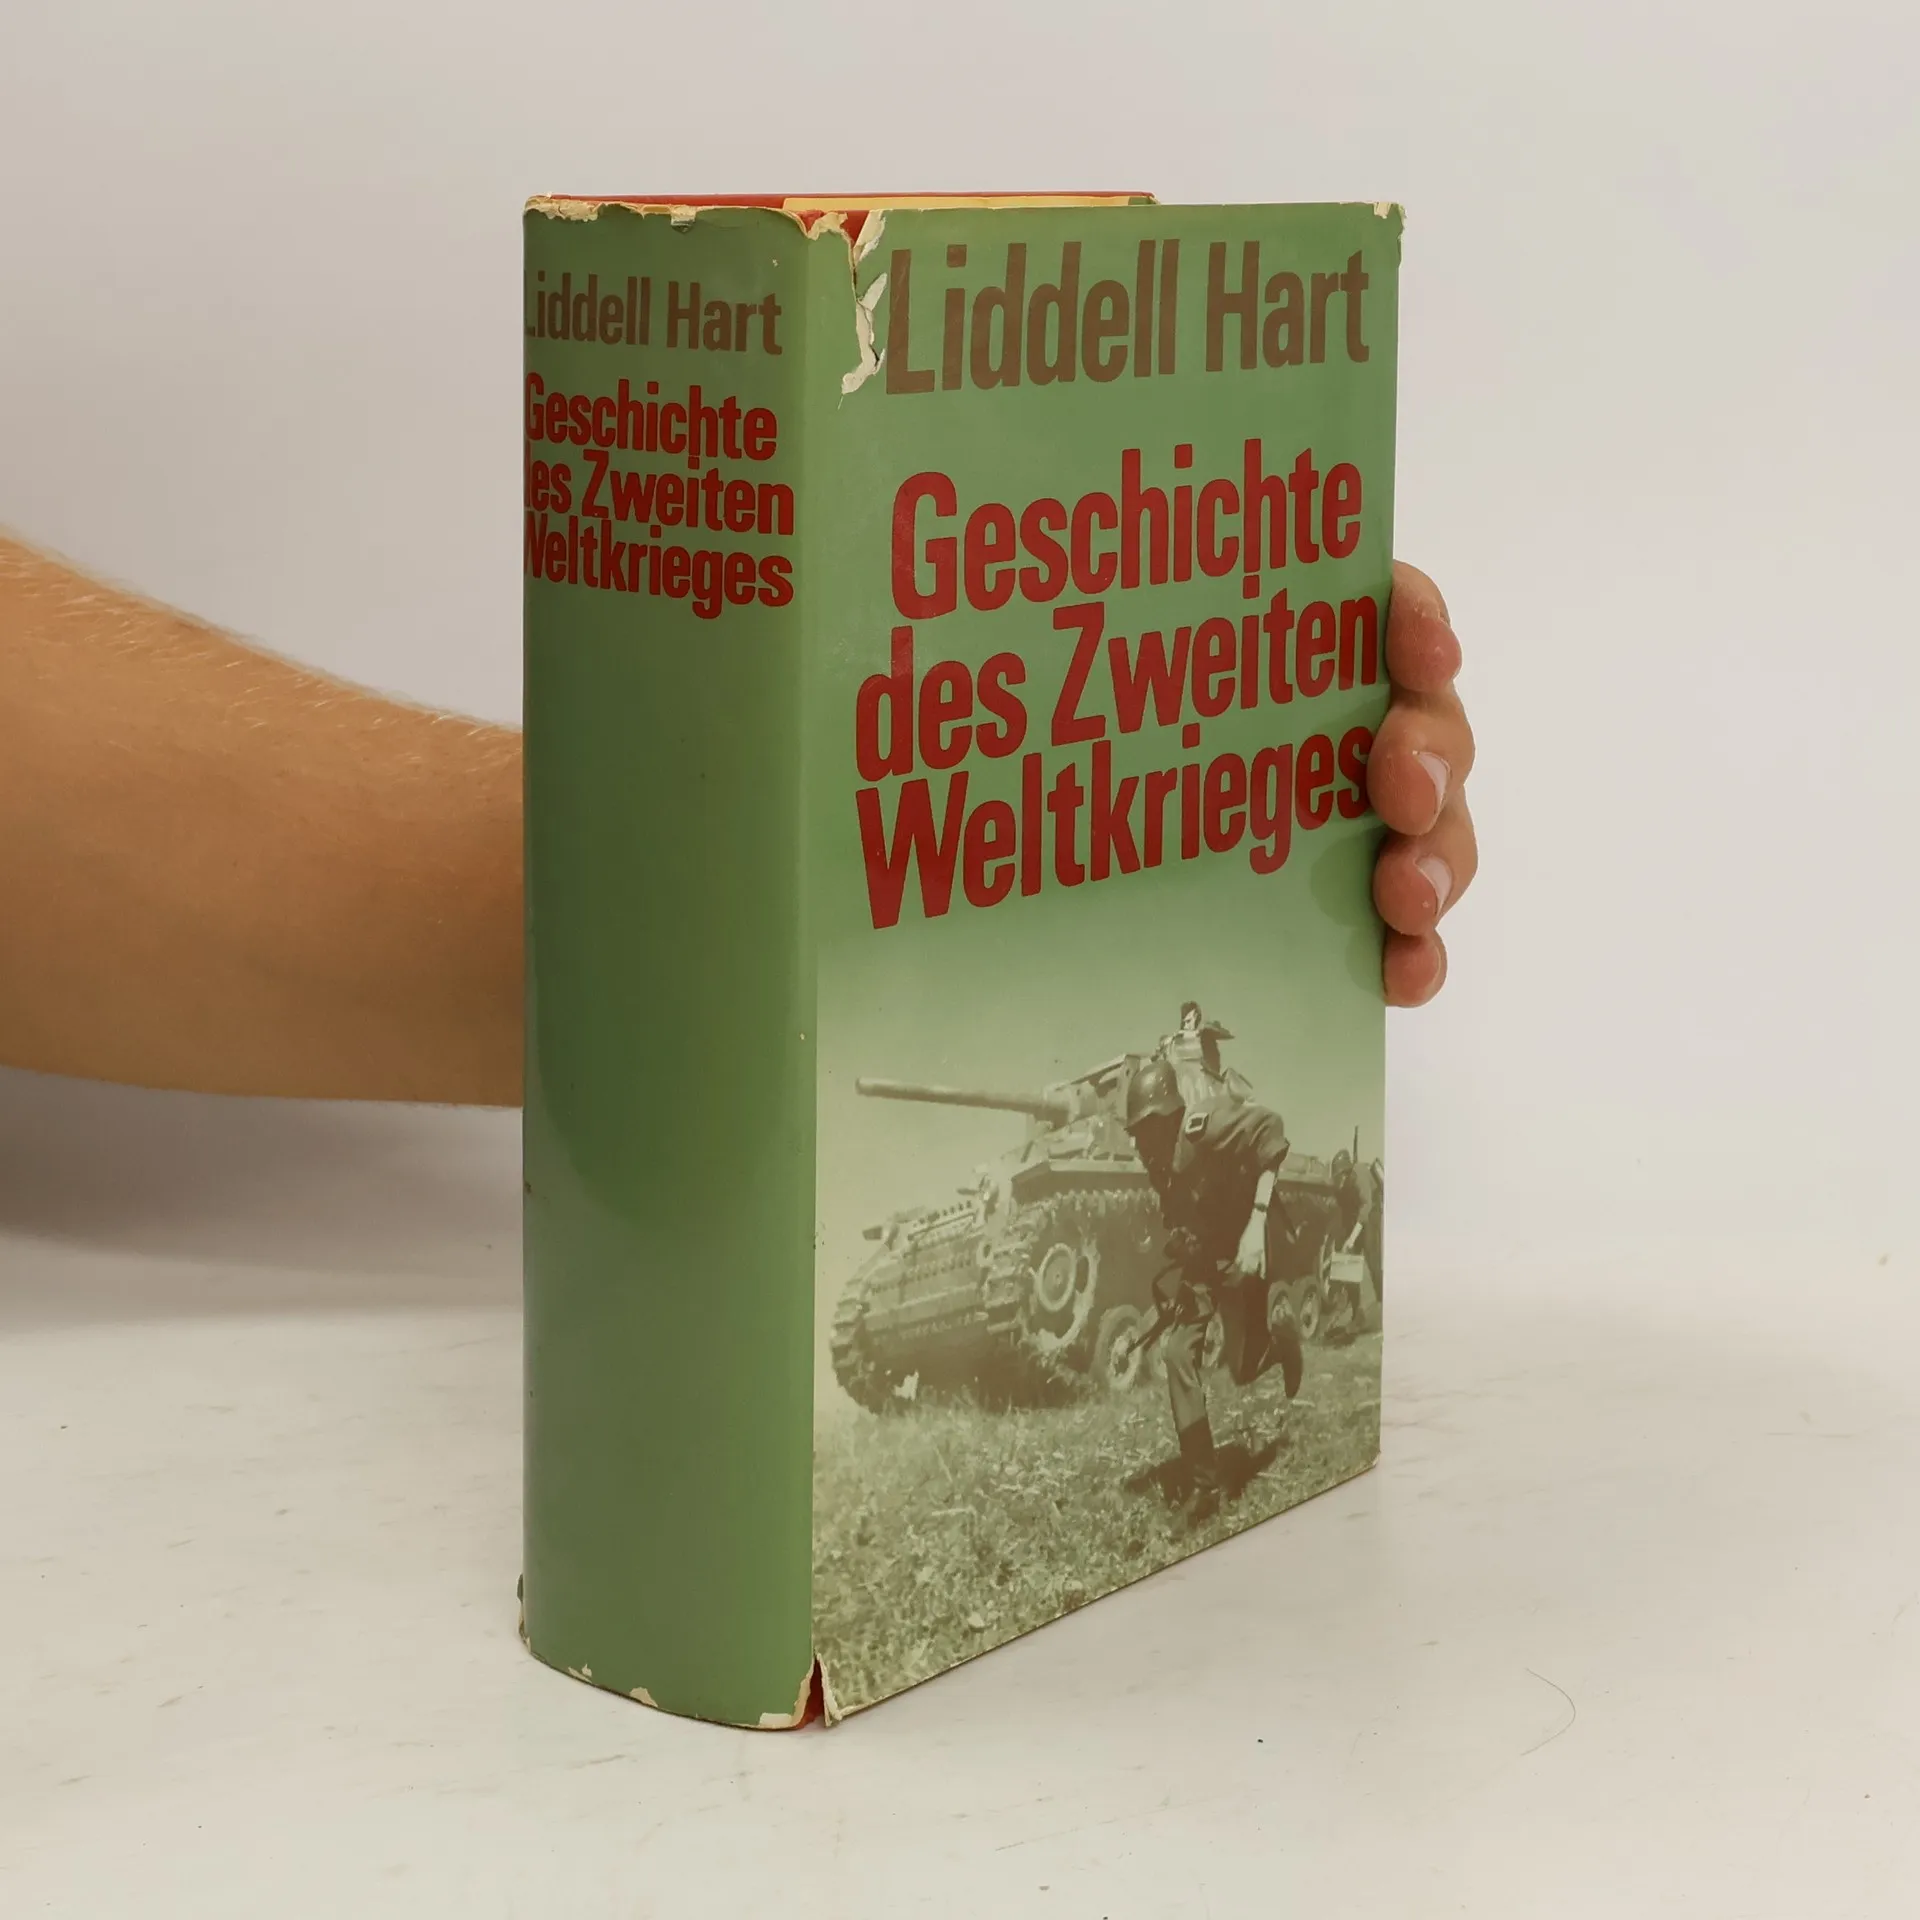 Liddell Hart
Geschichte
des Zweiten
Weltkrieges
Liddell Hart
Geschichte
des Zweiten
Weltkrieges